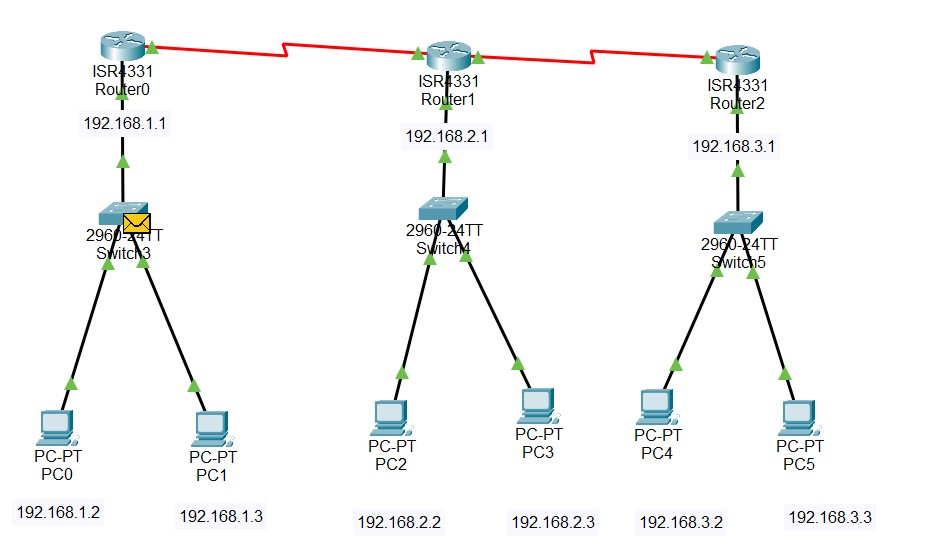 ISR4331
Router0
ISR4331
Router1
ISR4331
Router2
192.168.1.1
192.168.2.1
192.168.3.1
2960-24TT
Switch3
2960-24TT
Switch4
2960-24TT
Switch5
PC-PT
PC0
PC-PT
PC1
PC-PT
PC2
PC-PT
PC3
PC-PT
PC4
PC-PT
PC5
192.168.1.2
192.168.1.3
192.168.2.2
192.168.2.3
192.168.3.2
192.168.3.3